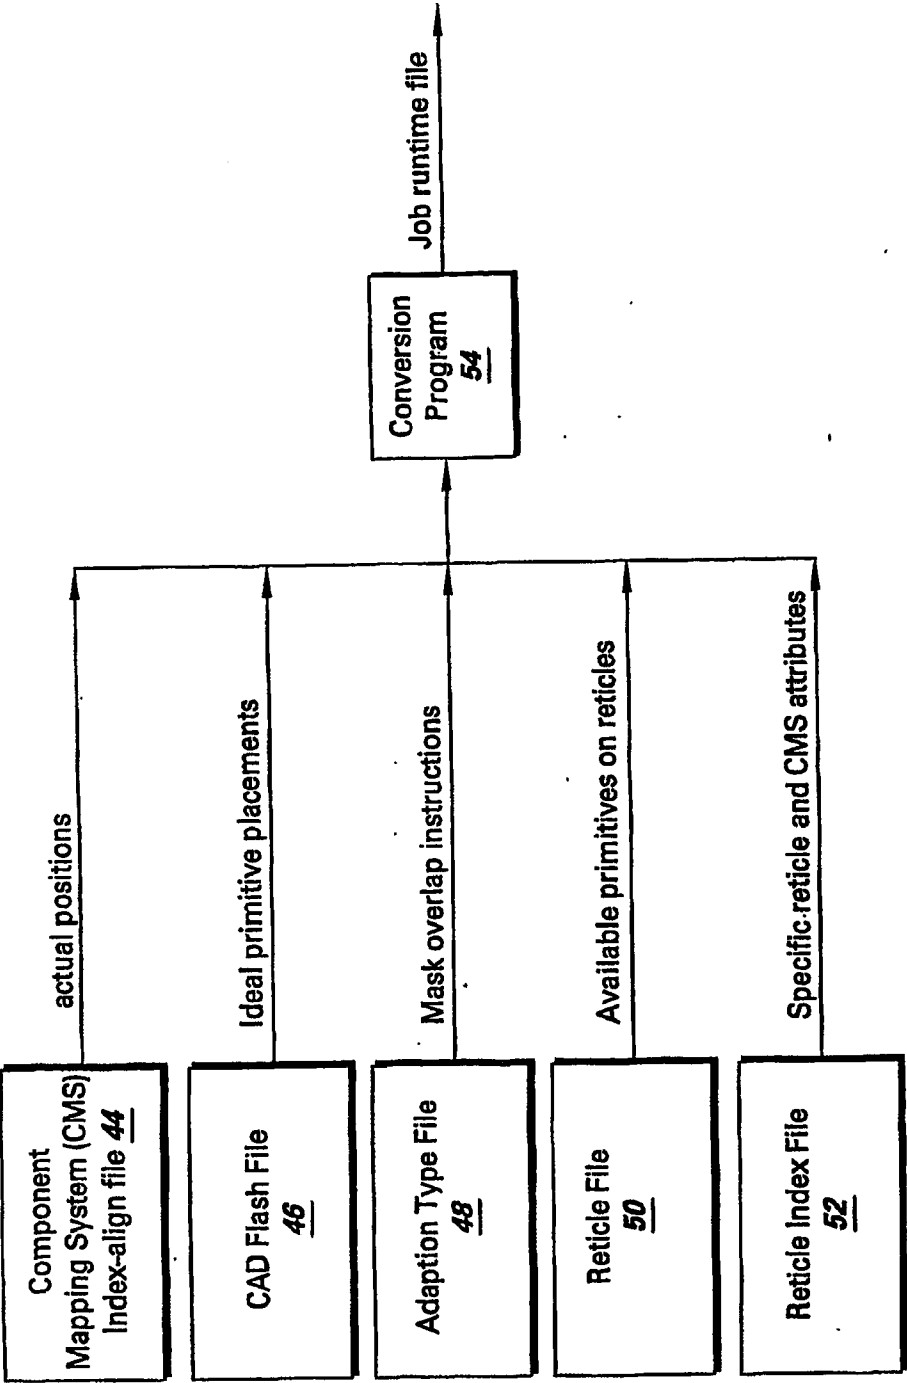 Component
Mapping System (CMS)
Index-align file 44
actual positions
CAD Flash File
46
Ideal primitive placements
Adaption Type File
48
Mask overlap instructions
Reticle File
50
Available primitives on reticles
Reticle Index File
52
Specific reticle and CMS attributes
Conversion
Program
54
Job runtime file